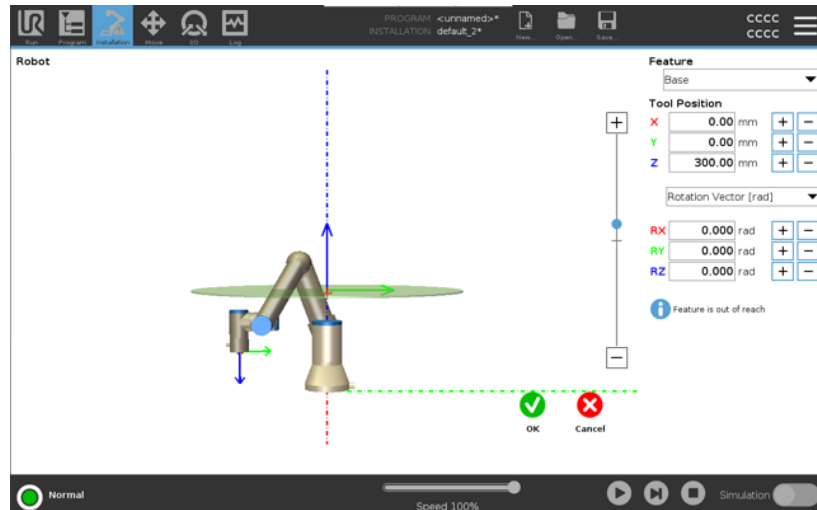 PROGRAM <unnamed>*
INSTALLATION default_2*
cccc
cccc
Run Program Installation Move I/O Log
New... Open... Save...
Robot
Feature
Base
Tool Position
X 0.00 mm + −
Y 0.00 mm + −
Z 300.00 mm + −
Rotation Vector [rad]
RX 0.000 rad + −
RY 0.000 rad + −
RZ 0.000 rad + −
Feature is out of reach
+
−
OK Cancel
Normal
Speed 100%
Simulation